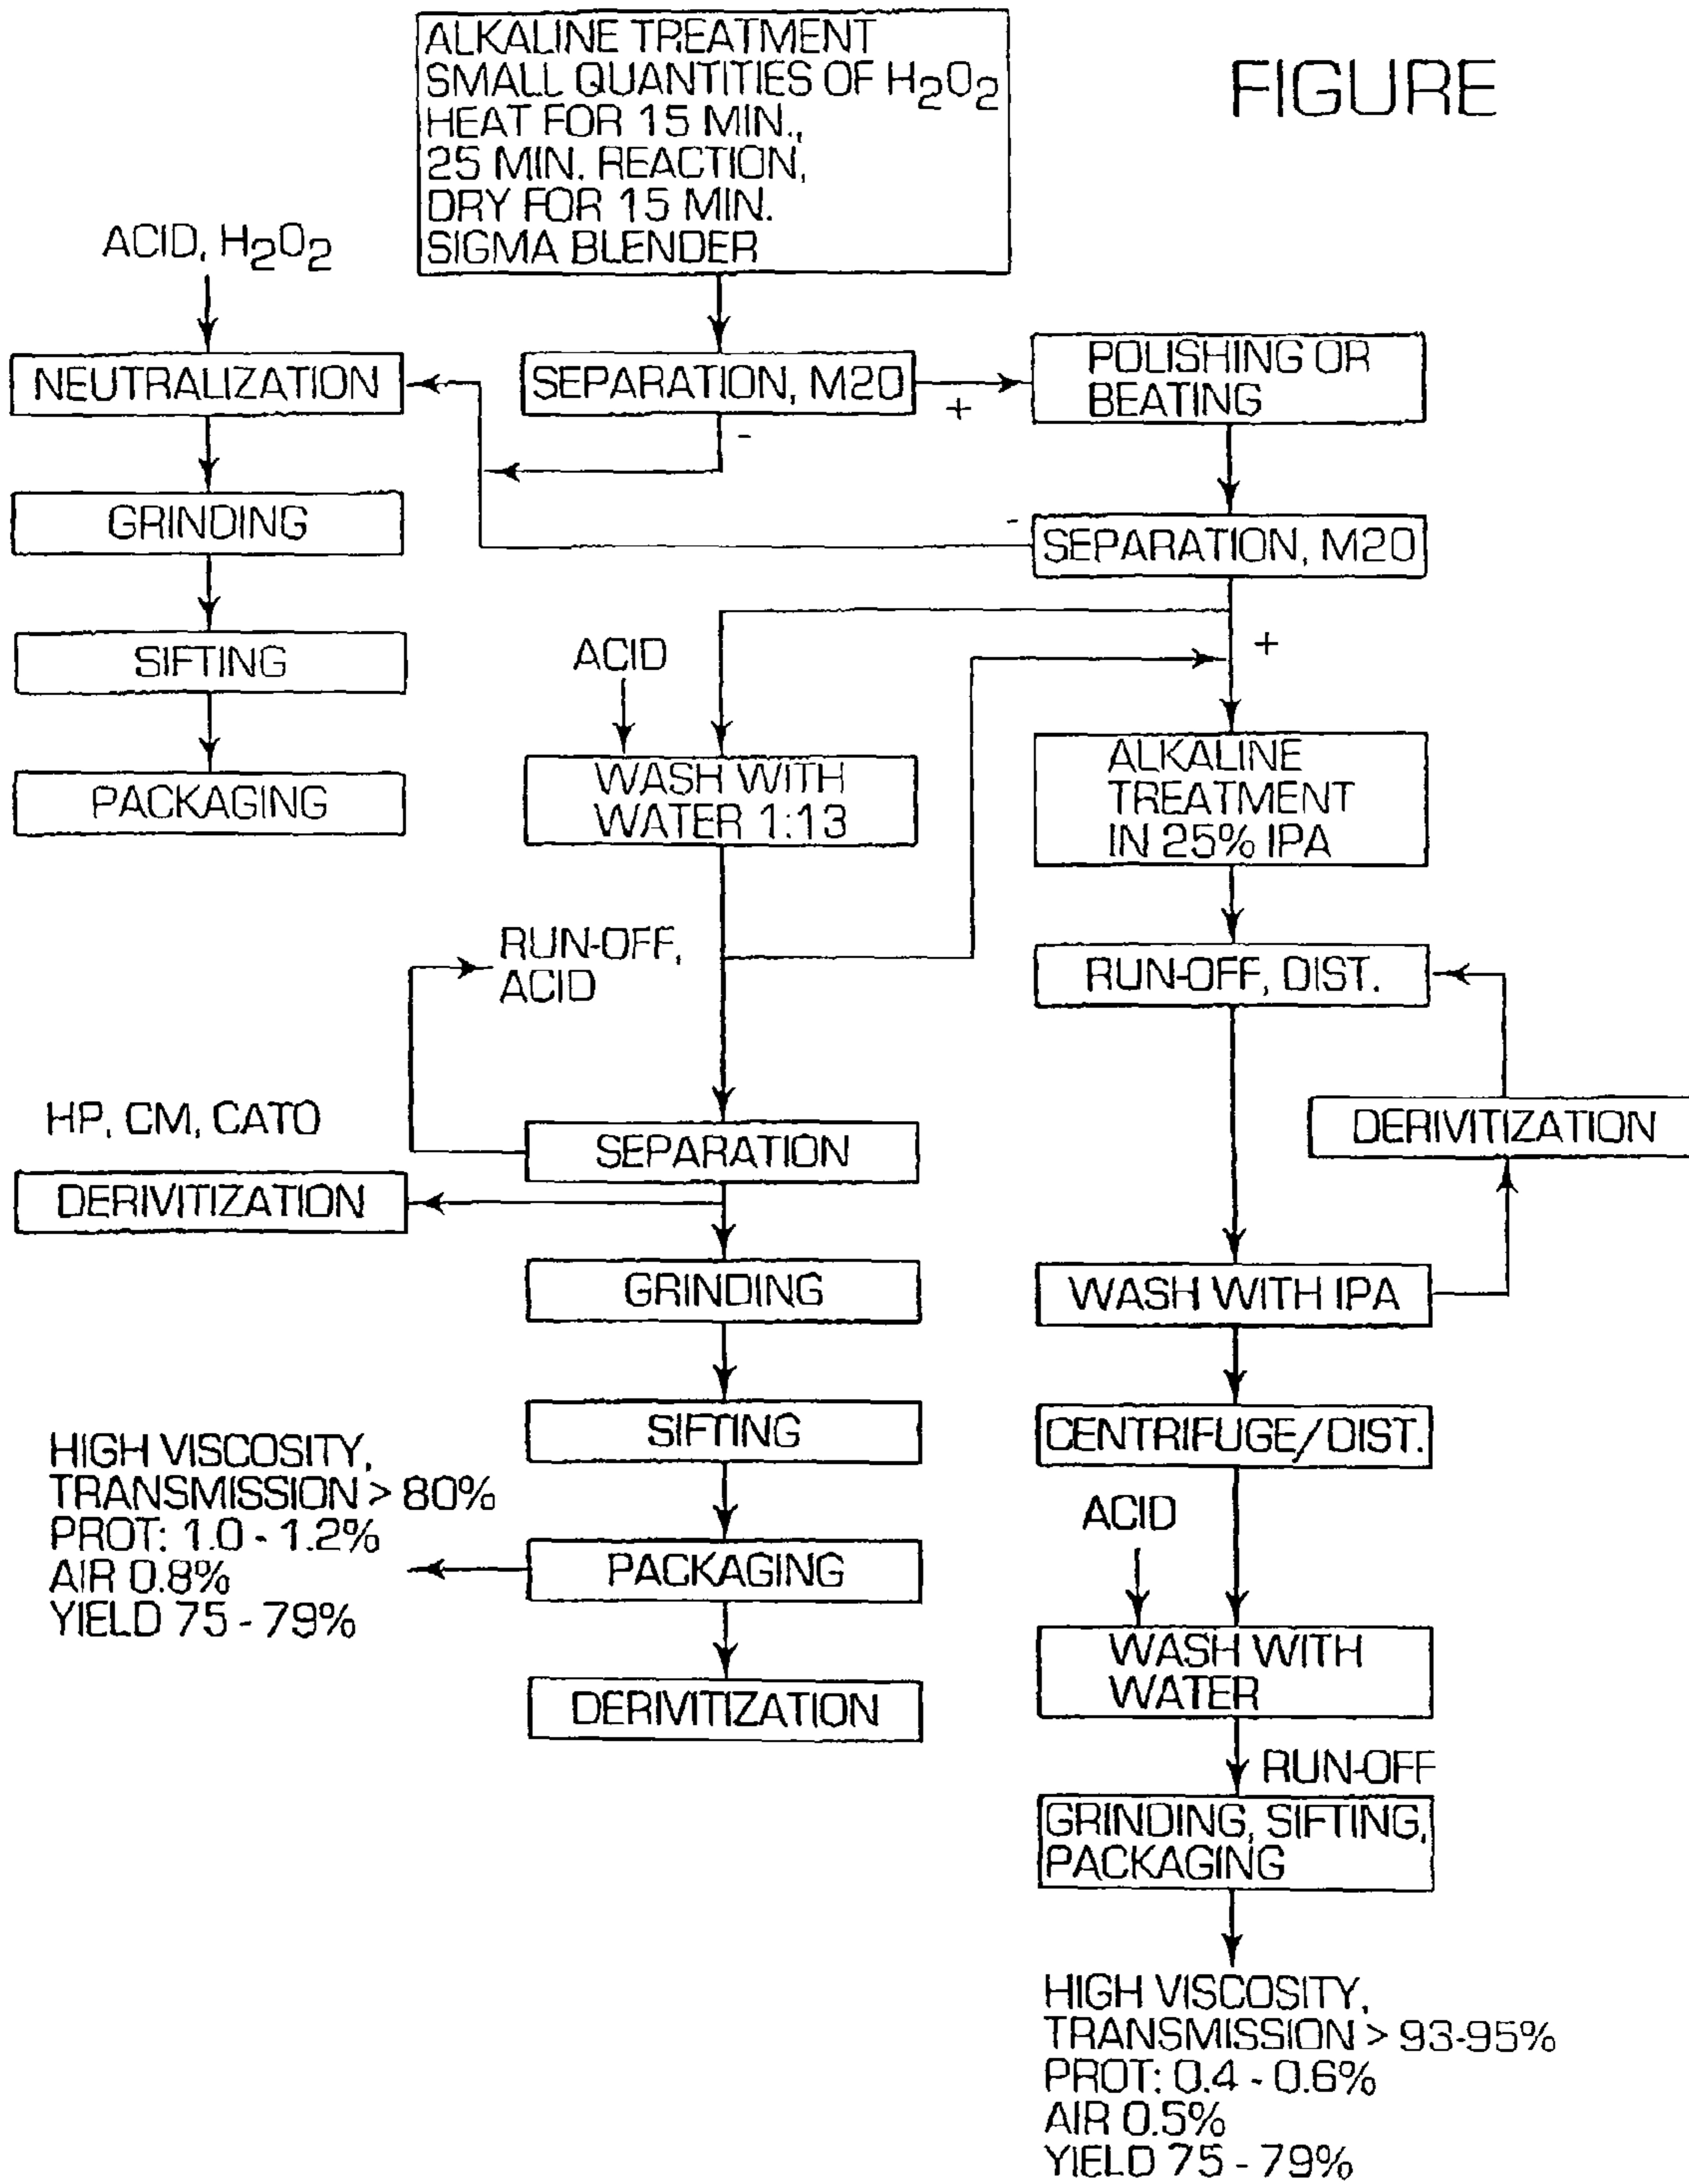 FIGURE
ALKALINE TREATMENT
SMALL QUANTITIES OF H₂O₂
HEAT FOR 15 MIN.,
25 MIN. REACTION,
DRY FOR 15 MIN.
SIGMA BLENDER
ACID, H₂O₂
NEUTRALIZATION
SEPARATION, M20
+
-
POLISHING OR
BEATING
GRINDING
-
SEPARATION, M20
SIFTING
ACID
+
PACKAGING
WASH WITH
WATER 1:13
ALKALINE
TREATMENT
IN 25% IPA
RUN-OFF,
ACID
RUN-OFF, DIST.
HP, CM, CATO
SEPARATION
DERIVITIZATION
DERIVITIZATION
GRINDING
WASH WITH IPA
SIFTING
CENTRIFUGE/DIST.
HIGH VISCOSITY,
TRANSMISSION > 80%
PROT: 1.0 - 1.2%
AIR 0.8%
YIELD 75 - 79%
PACKAGING
ACID
DERIVITIZATION
WASH WITH
WATER
RUN-OFF
GRINDING, SIFTING,
PACKAGING
HIGH VISCOSITY,
TRANSMISSION > 93-95%
PROT: 0.4 - 0.6%
AIR 0.5%
YIELD 75 - 79%